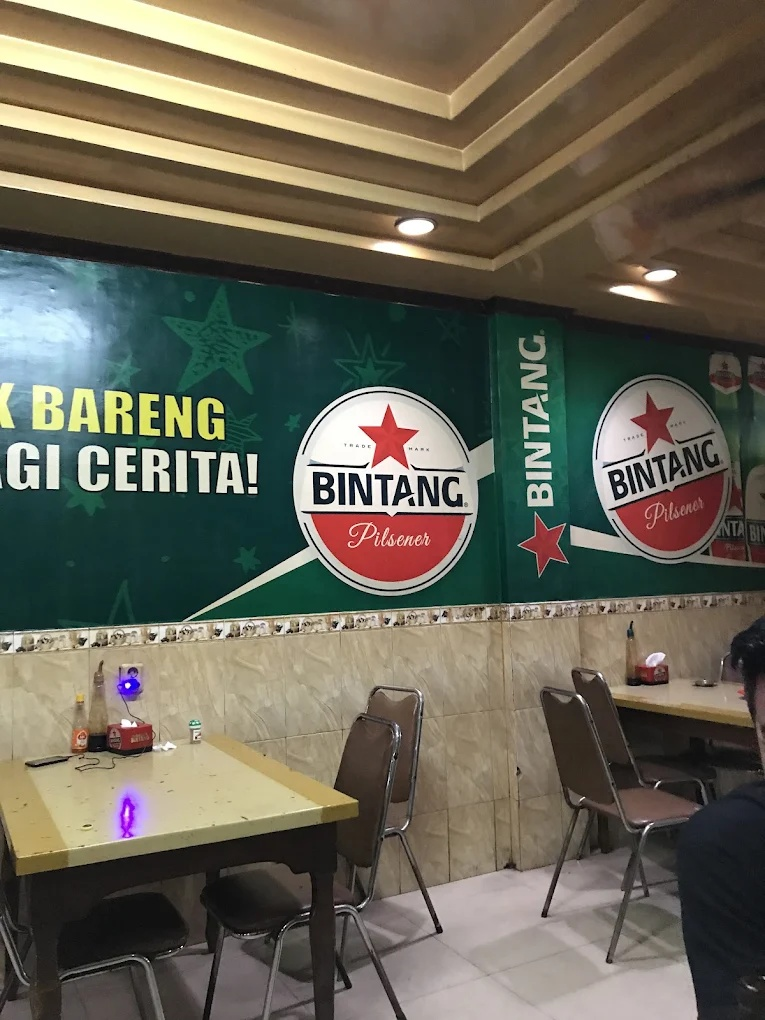 K BARENG
AGI CERITA!
TRADE MARK
BINTANG®
Pilsener
BINTANG
TRADE MARK
BINTANG
Pilsener